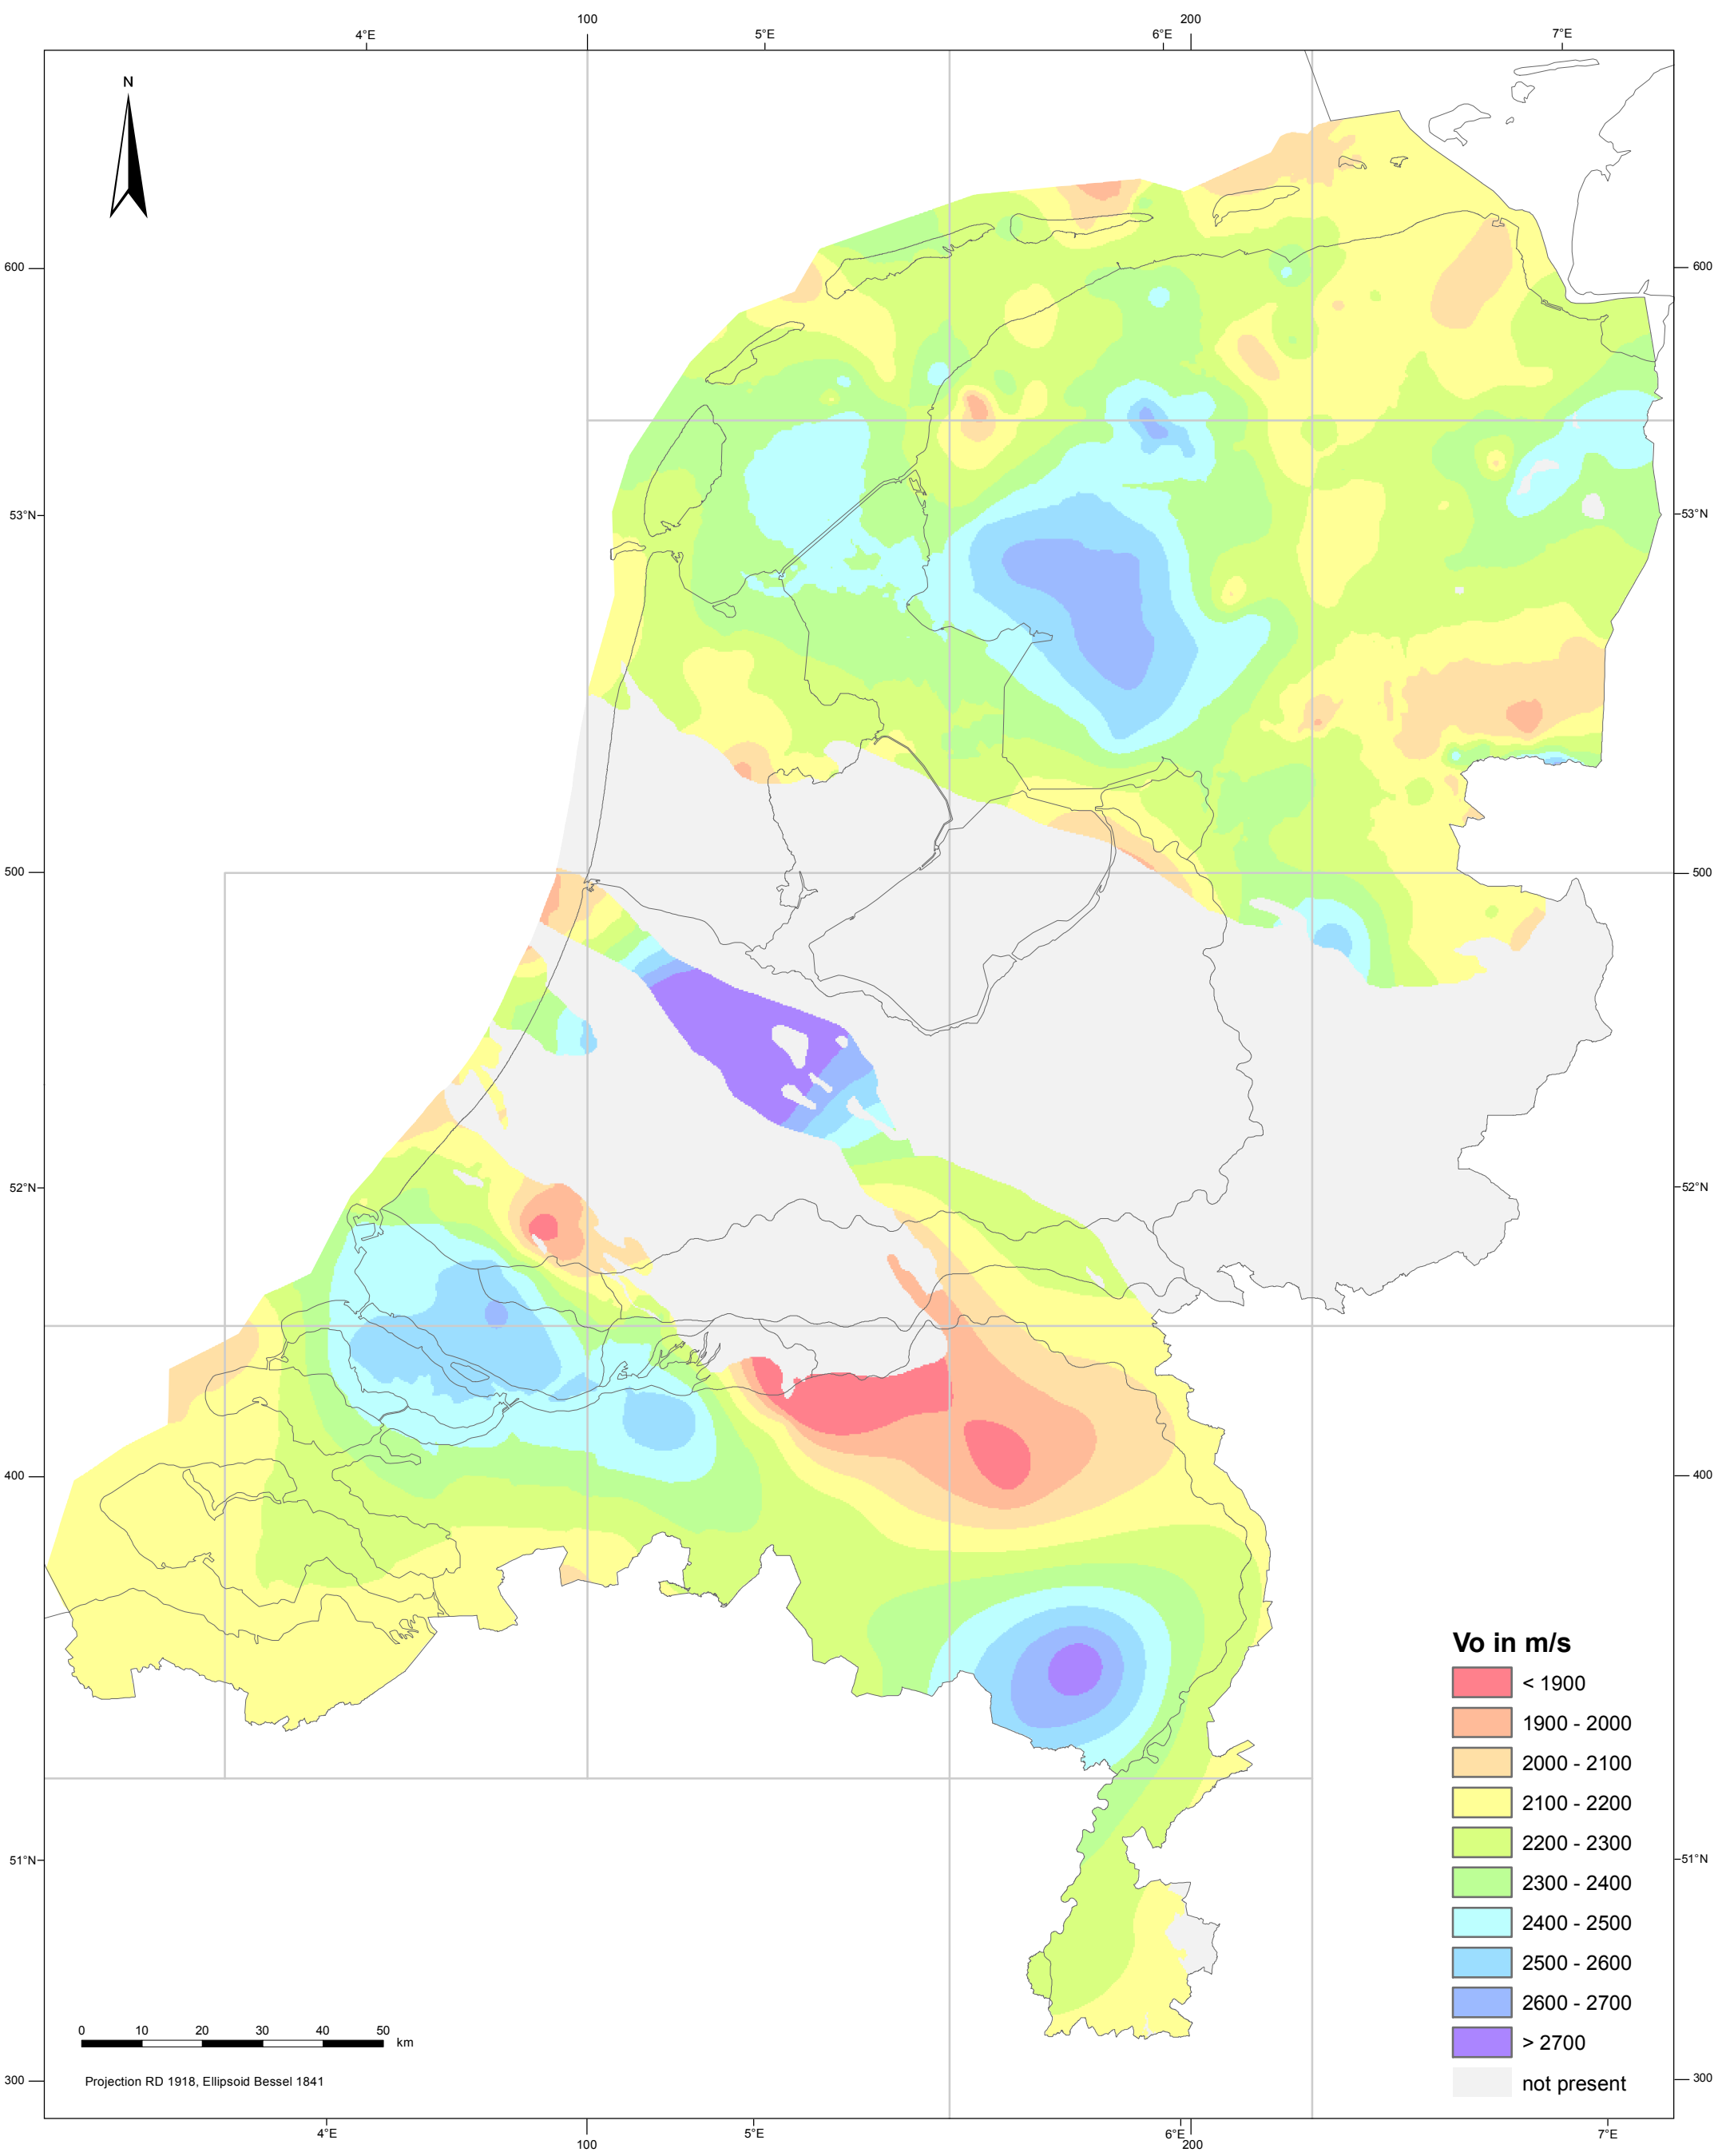 100 200
4°E 5°E 6°E 7°E
N
600 600
53°N 53°N
500 500
52°N 52°N
400 400
Vo in m/s
< 1900
1900 - 2000
2000 - 2100
2100 - 2200
2200 - 2300
51°N 51°N
2300 - 2400
2400 - 2500
2500 - 2600
2600 - 2700
0 10 20 30 40 50 km
> 2700
Projection RD 1918, Ellipsoid Bessel 1841
300 300
not present
4°E 5°E 6°E 7°E
100 200